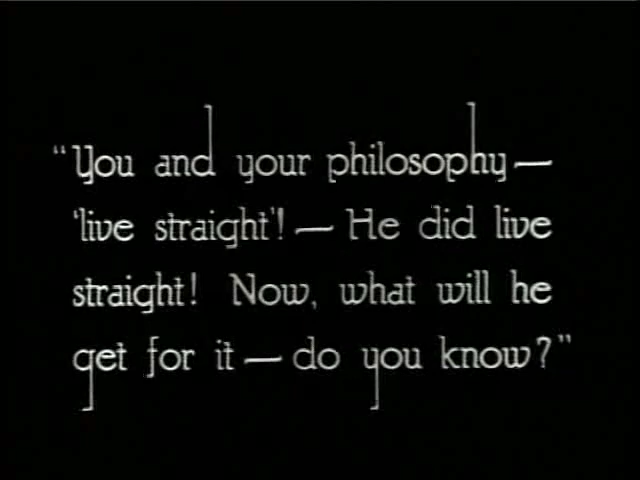 “You and your philosophy—
‘live straight’!—He did live
straight! Now, what will he
get for it—do you know?”